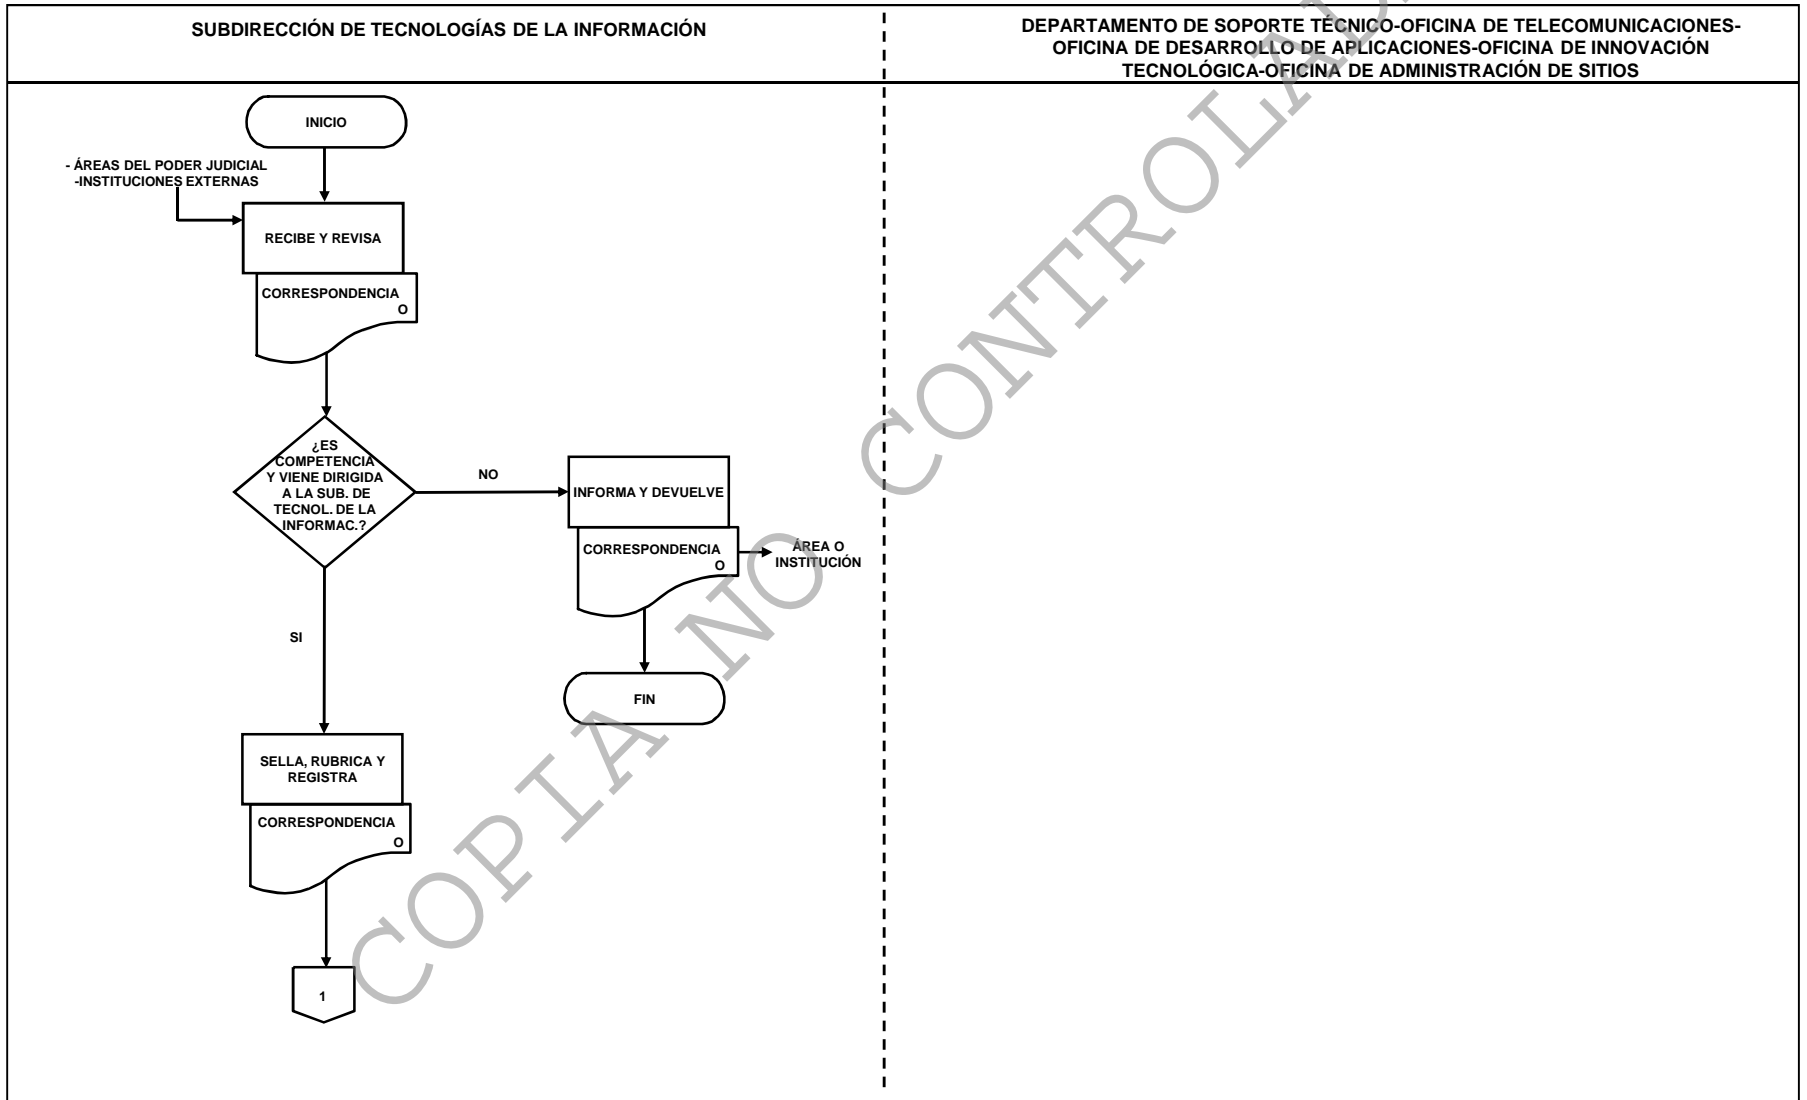 SUBDIRECCIÓN DE TECNOLOGÍAS DE LA INFORMACIÓN
DEPARTAMENTO DE SOPORTE TÉCNICO-OFICINA DE TELECOMUNICACIONES-
OFICINA DE DESARROLLO DE APLICACIONES-OFICINA DE INNOVACIÓN
TECNOLÓGICA-OFICINA DE ADMINISTRACIÓN DE SITIOS
INICIO
- ÁREAS DEL PODER JUDICIAL
-INSTITUCIONES EXTERNAS
RECIBE Y REVISA
CORRESPONDENCIA
O
¿ES
COMPETENCIA
Y VIENE DIRIGIDA
A LA SUB. DE
TECNOL. DE LA
INFORMAC.?
NO
INFORMA Y DEVUELVE
CORRESPONDENCIA
O
ÁREA O
INSTITUCIÓN
FIN
SI
SELLA, RUBRICA Y
REGISTRA
CORRESPONDENCIA
O
1
COPIA NO CONTROLAD